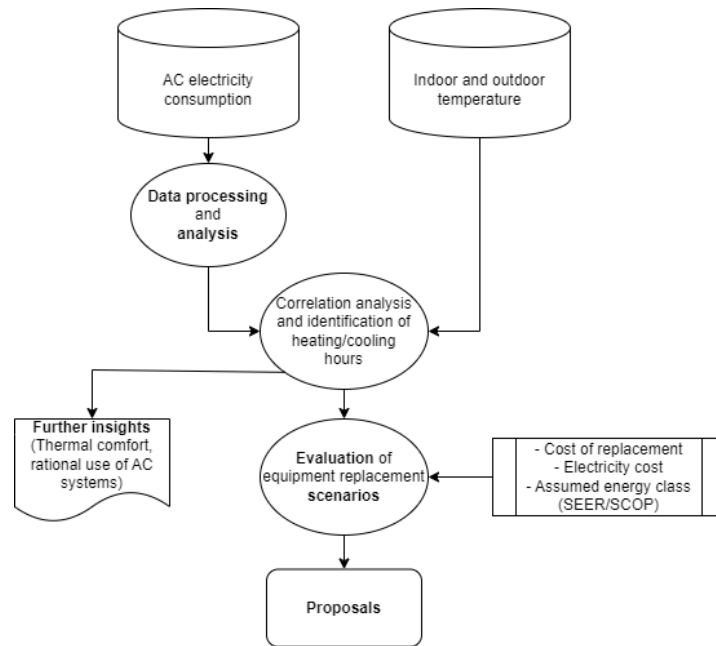 AC electricity
consumption
Indoor and outdoor
temperature
Data processing
and
analysis
Correlation analysis
and identification of
heating/cooling
hours
Further insights
(Thermal comfort,
rational use of AC
systems)
Evaluation of
equipment replacement
scenarios
- Cost of replacement
- Electricity cost
- Assumed energy class
(SEER/SCOP)
Proposals